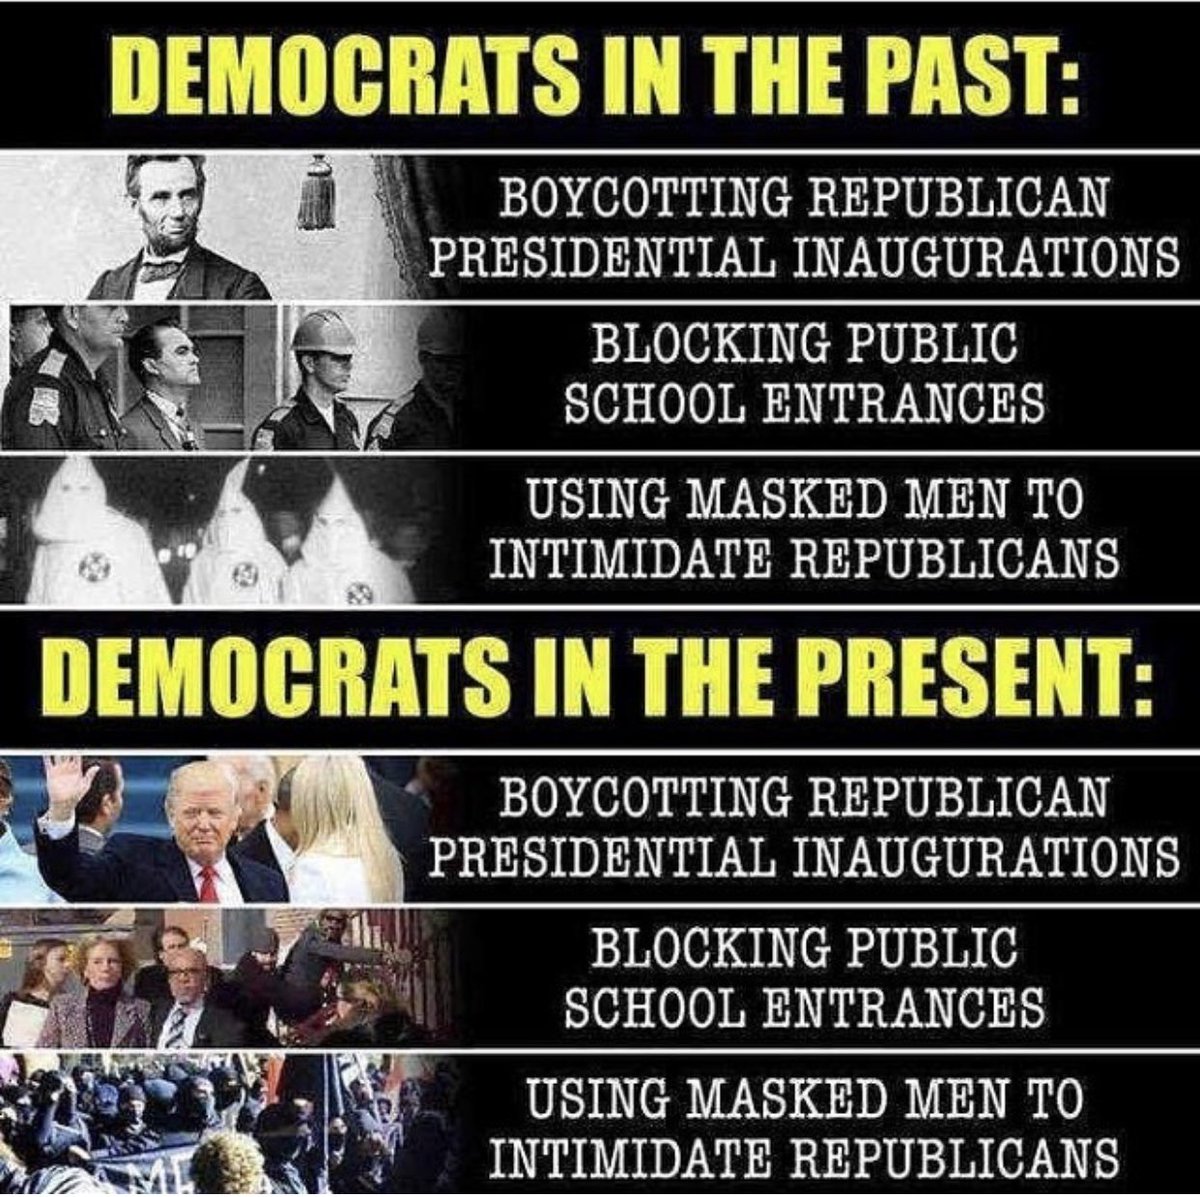 DEMOCRATS IN THE PAST:
BOYCOTTING REPUBLICAN
PRESIDENTIAL INAUGURATIONS
BLOCKING PUBLIC
SCHOOL ENTRANCES
USING MASKED MEN TO
INTIMIDATE REPUBLICANS
DEMOCRATS IN THE PRESENT:
BOYCOTTING REPUBLICAN
PRESIDENTIAL INAUGURATIONS
BLOCKING PUBLIC
SCHOOL ENTRANCES
USING MASKED MEN TO
INTIMIDATE REPUBLICANS